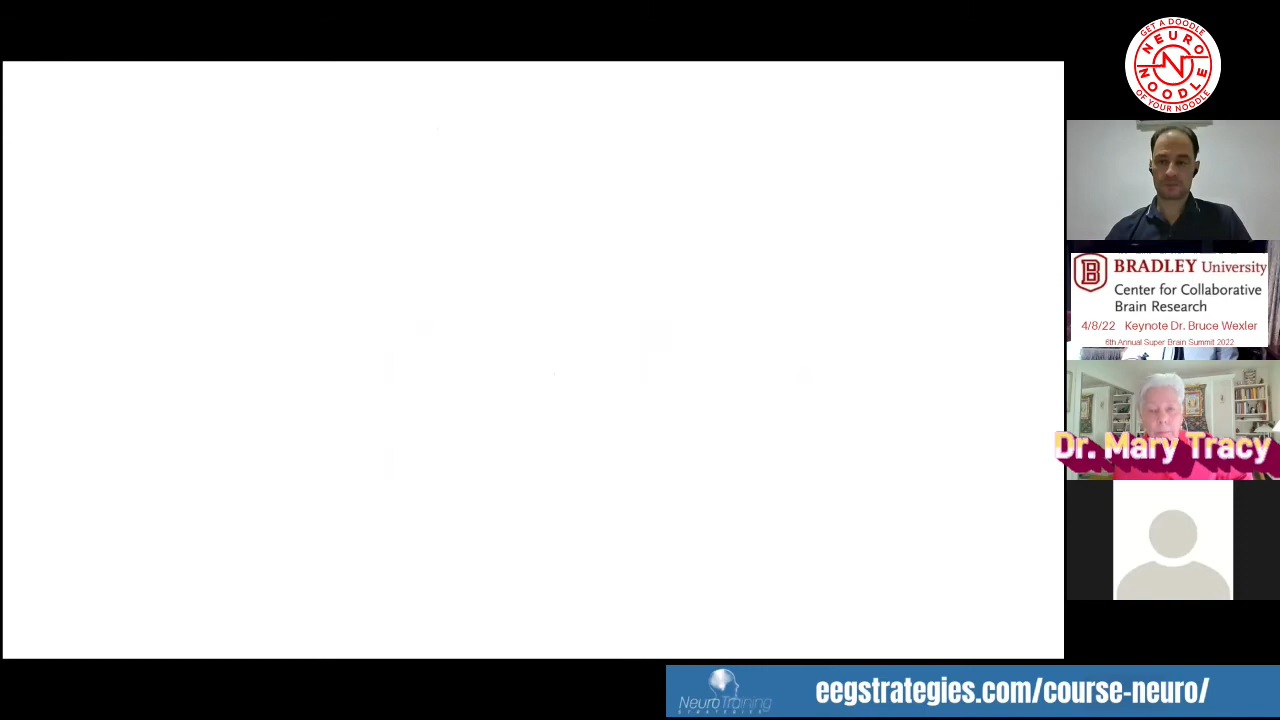 GET A DOODLE
NEURO
N
NOODLE
OF YOUR NOODLE
B
BRADLEY University
Center for Collaborative
Brain Research
4/8/22 Keynote Dr. Bruce Wexler
6th Annual Super Brain Summit 2022
Dr. Mary Tracy
NeuroTraining
STRATEGIES
eegstrategies.com/course-neuro/